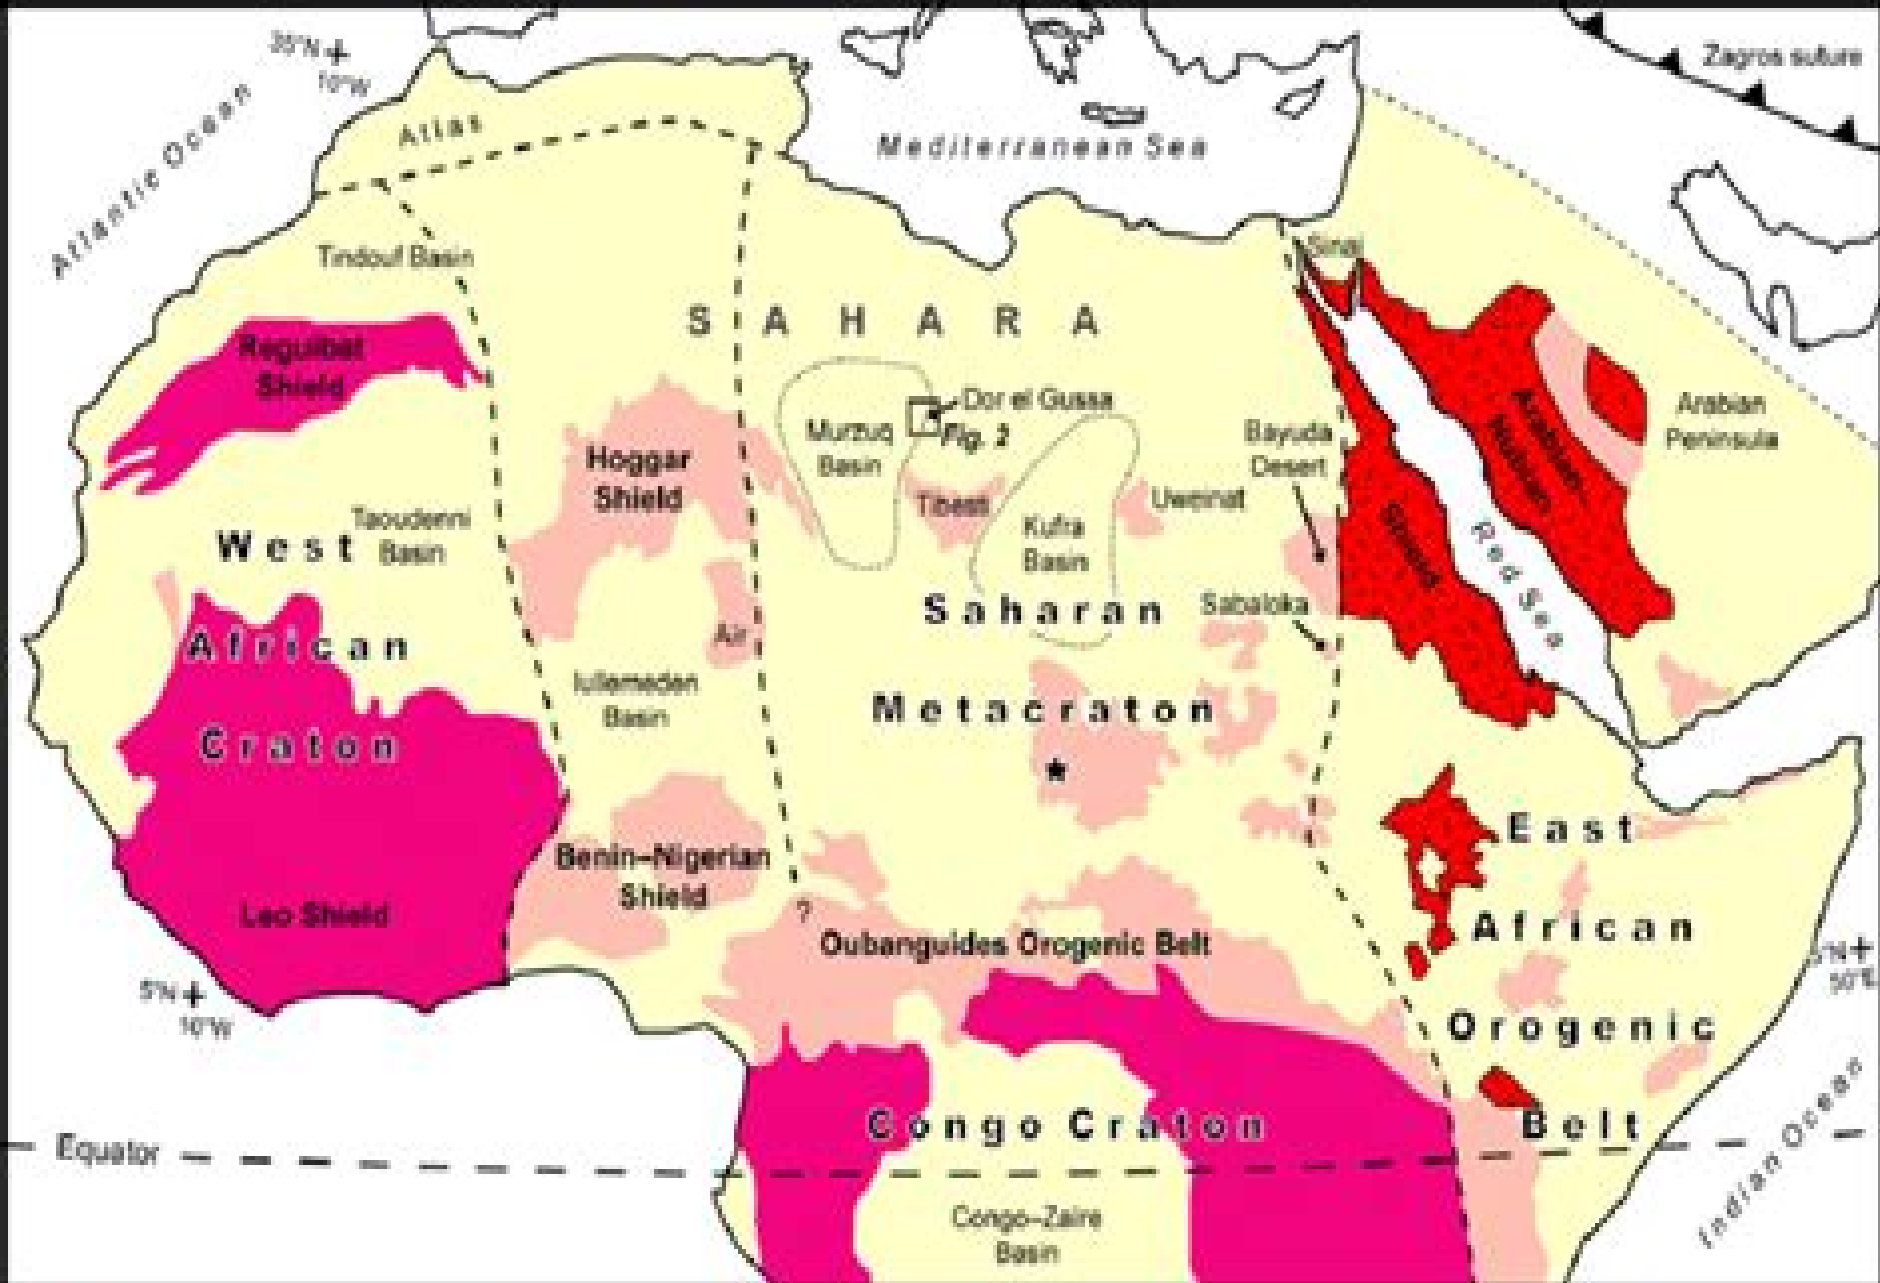 35°N
10°W
Zagros suture
Atlantic Ocean
Atlas
Mediterranean Sea
Tindouf Basin
Sinai
SAHARA
Reguibat
Shield
Dor el Gussa
Fig. 2
Murzuq
Basin
Bayuda
Desert
Arabian
Peninsula
Arabian-
Nubian
Shield
Hoggar
Shield
Tibesti
Uweinat
Kufra
Basin
Red Sea
Taoudenni
Basin
West
African
Craton
Saharan
Metacraton
Sabaloka
Air
Iullemeden
Basin
East
African
Orogenic
Belt
Benin-Nigerian
Shield
?
Leo Shield
Oubanguides Orogenic Belt
5°N
10°W
5°N
50°E
Congo Craton
Equator
Indian Ocean
Congo-Zaire
Basin